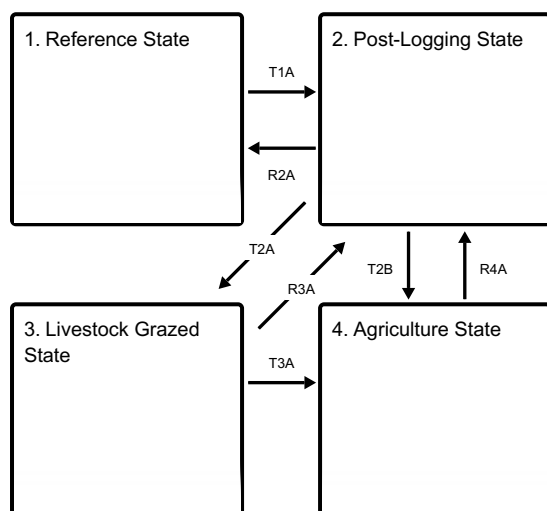 1. Reference State
2. Post-Logging State
T1A
R2A
T2A
R3A
T2B
R4A
3. Livestock Grazed
State
4. Agriculture State
T3A